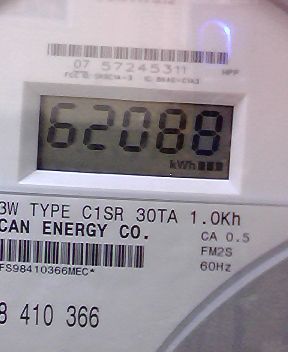 07 57245311
62088
kWh
3W TYPE C1SR 30TA 1.0Kh
CAN ENERGY CO.
CA 0.5
FM2S
60Hz
FS98410366MEC*
8 410 366